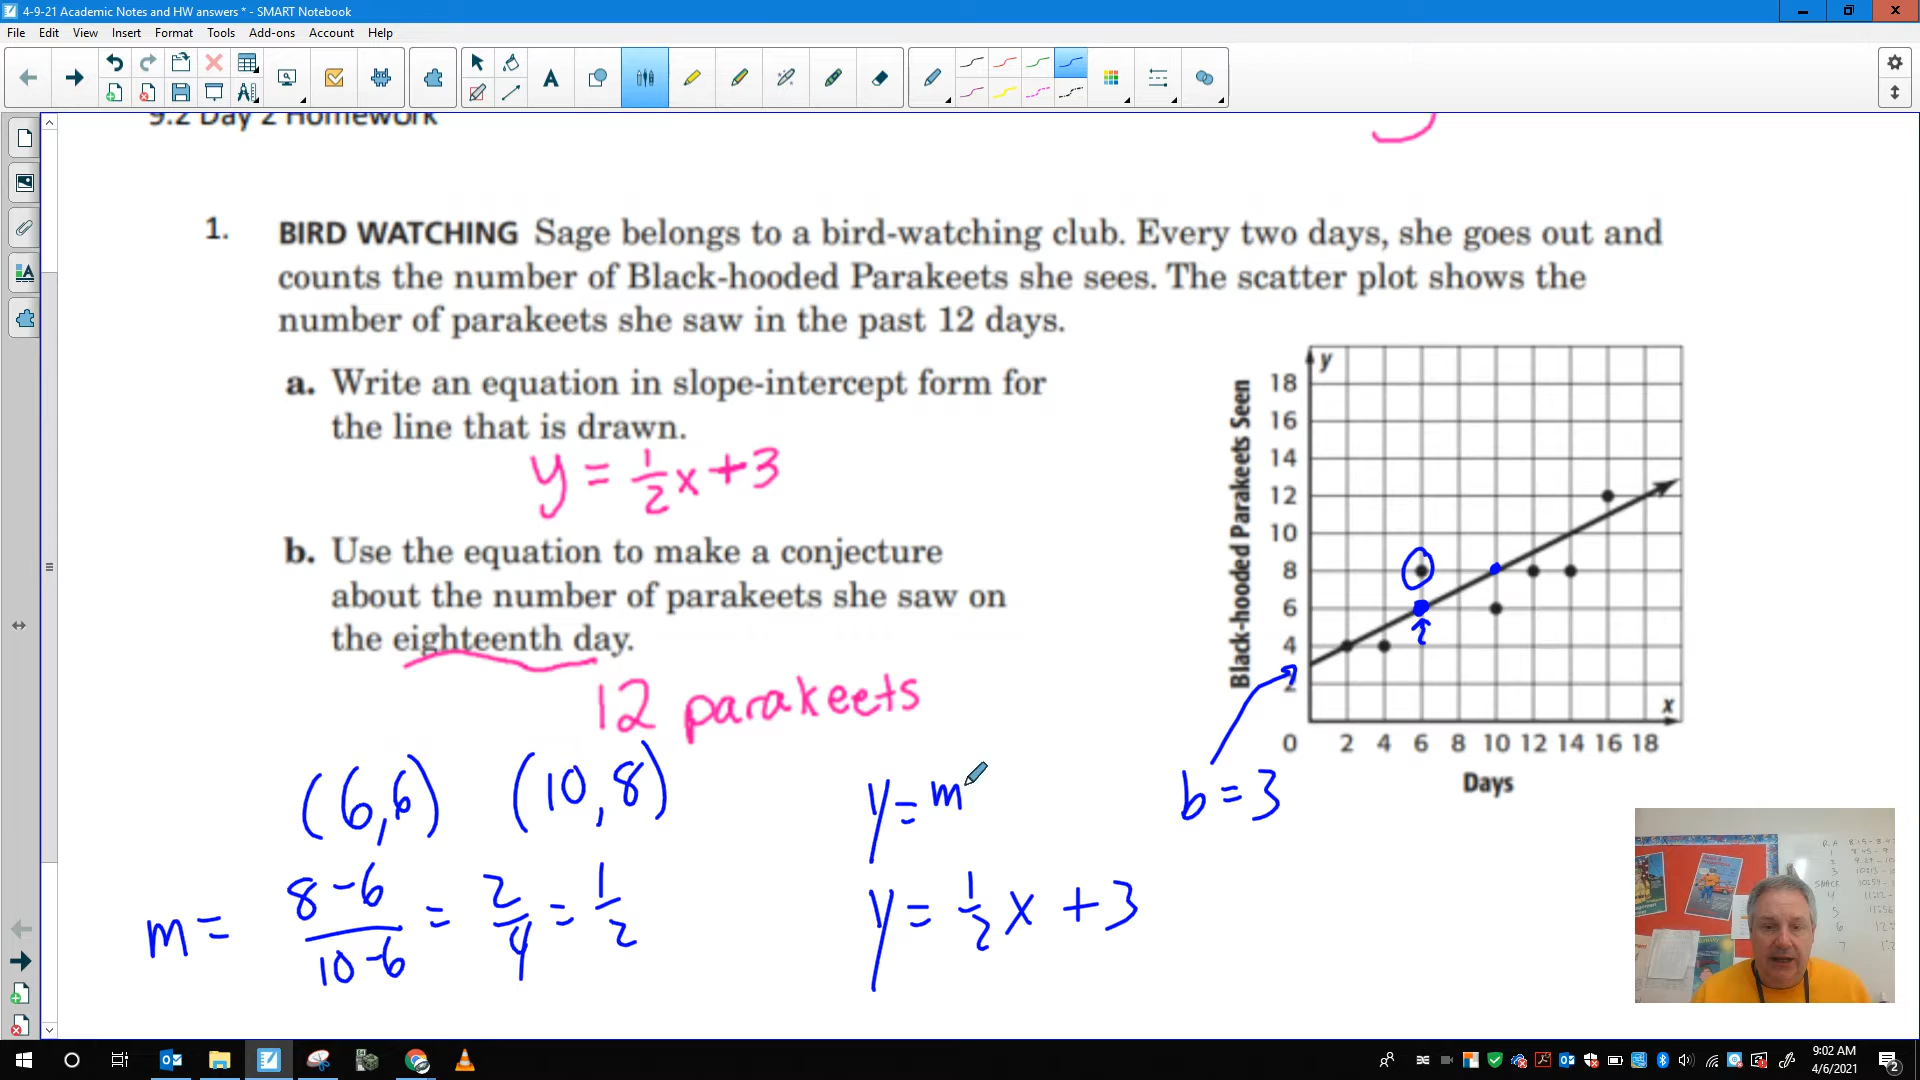 4-9-21 Academic Notes and HW answers * - SMART Notebook
File Edit View Insert Format Tools Add-ons Account Help
9.2 Day 2 Homework
1. BIRD WATCHING Sage belongs to a bird-watching club. Every two days, she goes out and
counts the number of Black-hooded Parakeets she sees. The scatter plot shows the
number of parakeets she saw in the past 12 days.
a. Write an equation in slope-intercept form for
the line that is drawn.
y = 1/2 x + 3
b. Use the equation to make a conjecture
about the number of parakeets she saw on
the eighteenth day.
12 parakeets
Black-hooded Parakeets Seen
y
18
16
14
12
10
8
6
4
2
x
0 2 4 6 8 10 12 14 16 18
Days
(6,6) (10,8)
y = m
b = 3
m = 8-6/10-6 = 2/4 = 1/2
y = 1/2 x + 3
9:02 AM
4/6/2021
2